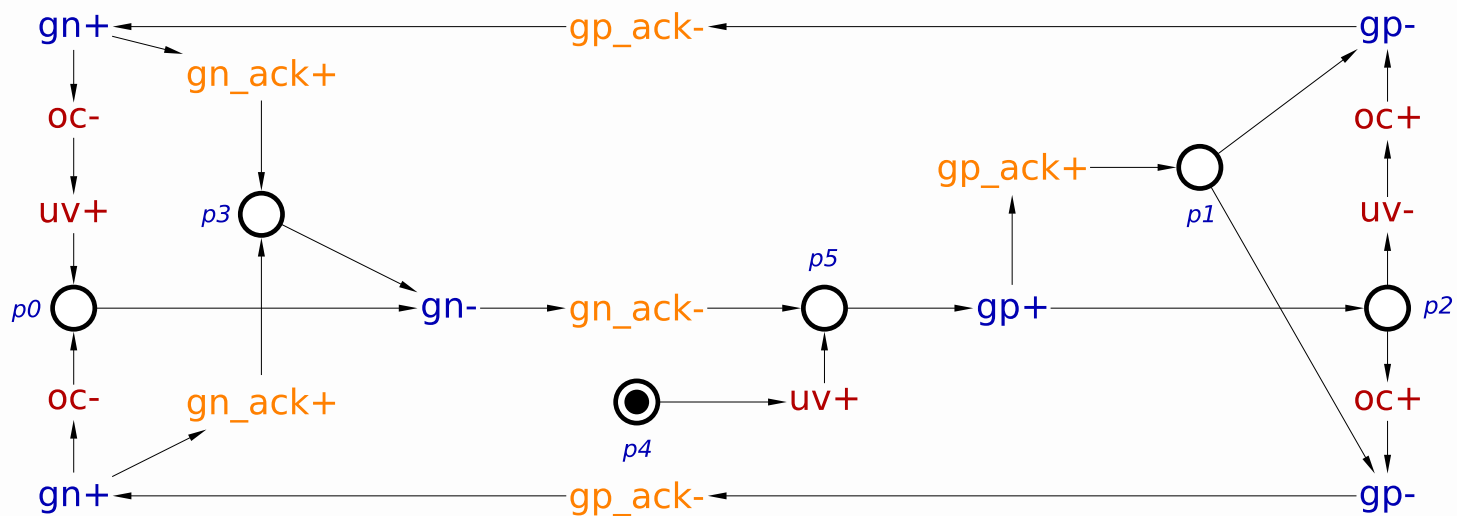 gn+ gp_ack- gp-
gn_ack+
oc- oc+
gp_ack+
uv+ p3 p1 uv-
p5
p0 gn- gn_ack- gp+ p2
oc- gn_ack+ uv+ oc+
p4
gn+ gp_ack- gp-